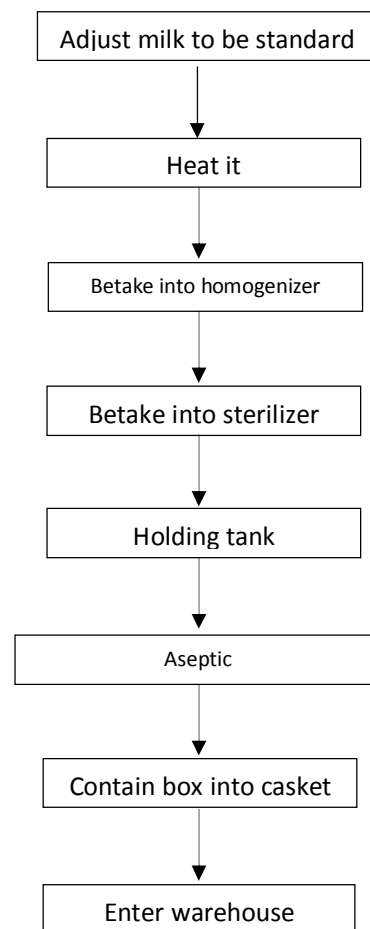 Adjust milk to be standard
Heat it
Betake into homogenizer
Betake into sterilizer
Holding tank
Aseptic
Contain box into casket
Enter warehouse